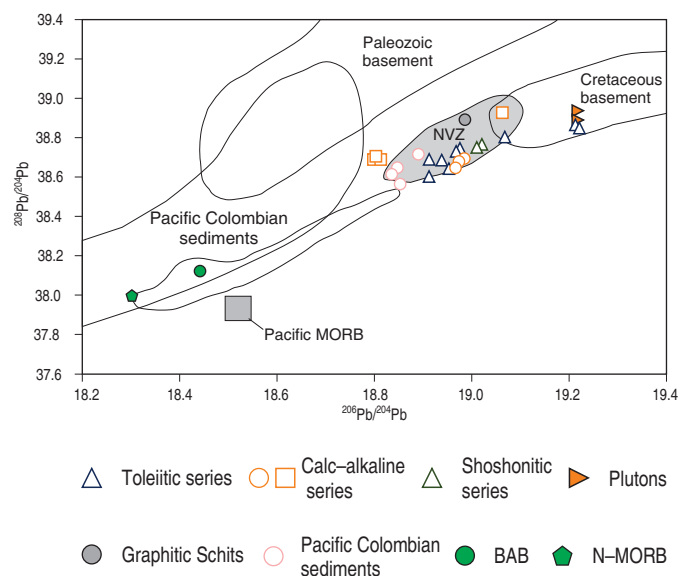 39.4
39.2
39.0
38.8
38.6
38.4
38.2
38.0
37.8
37.6
²⁰⁸Pb/²⁰⁴Pb
Paleozoic
basement
Cretaceous
basement
NVZ
Pacific Colombian
sediments
Pacific MORB
18.2 18.4 18.6 18.8 19.0 19.2 19.4
²⁰⁶Pb/²⁰⁴Pb
Toleiitic series
Calc–alkaline
series
Shoshonitic
series
Plutons
Graphitic Schits
Pacific Colombian
sediments
BAB
N–MORB